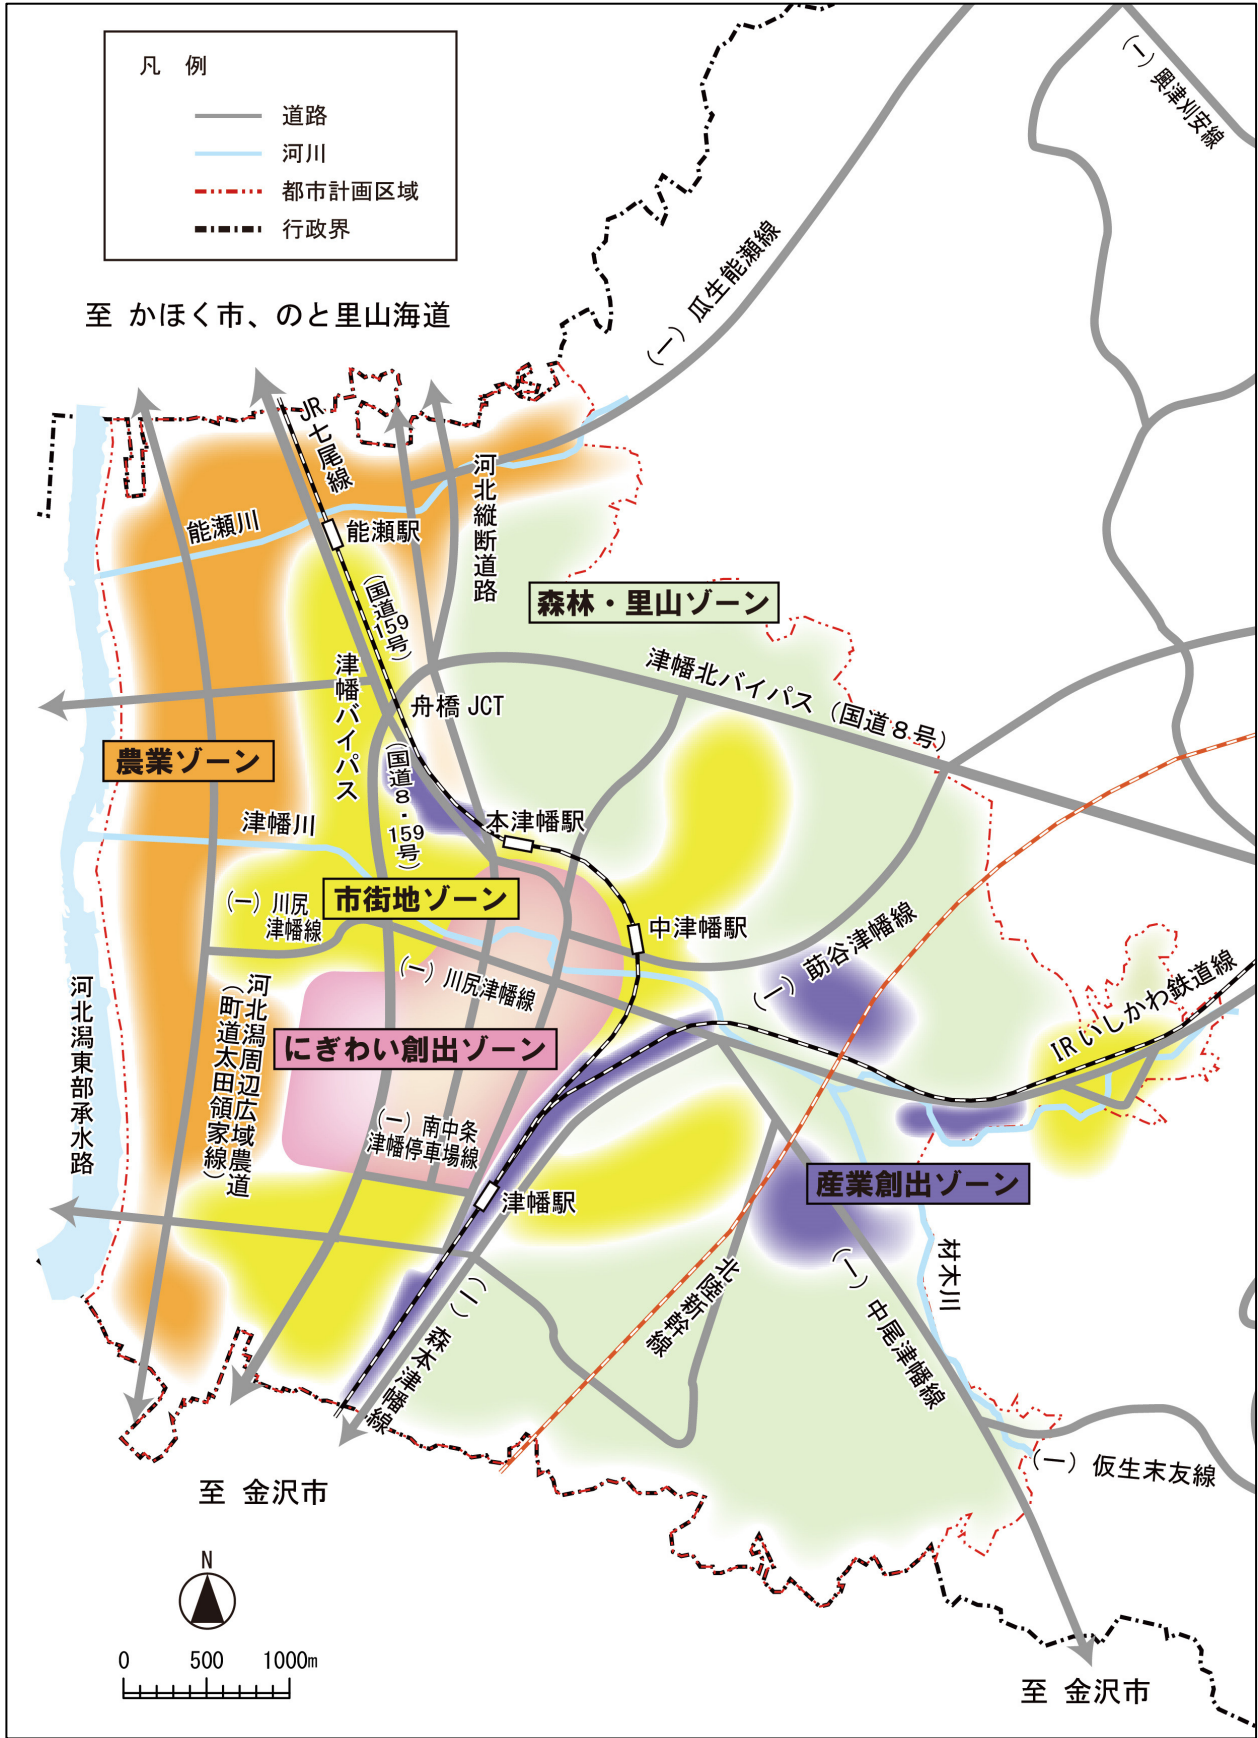 凡 例
道路
河川
都市計画区域
行政界
(一)興津刈安線
(一)瓜生能瀬線
至 かほく市、のと里山海道
JR七尾線
河北縦断道路
能瀬川
能瀬駅
(国道159号)
森林・里山ゾーン
津幡バイパス
津幡北バイパス(国道8号)
舟橋JCT
農業ゾーン
(国道8・159号)
津幡川
本津幡駅
市街地ゾーン
(一)川尻
津幡線
中津幡駅
(一)川尻津幡線
(一)莇谷津幡線
IRいしかわ鉄道線
河北潟東部承水路
河北潟周辺広域農道
(町道太田領家線)
にぎわい創出ゾーン
(一)南中条
津幡停車場線
津幡駅
産業創出ゾーン
材木川
北陸新幹線
(一)中尾津幡線
(一)森本津幡線
(一)仮生末友線
至 金沢市
N
0 500 1000m
至 金沢市